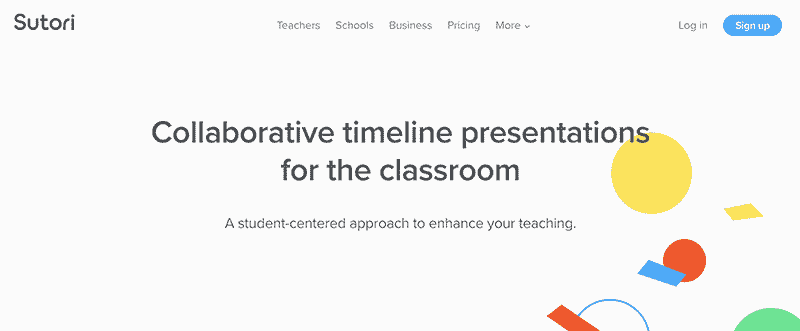 Sutori
Teachers Schools Business Pricing More
Log in Sign up
Collaborative timeline presentations
for the classroom
A student-centered approach to enhance your teaching.